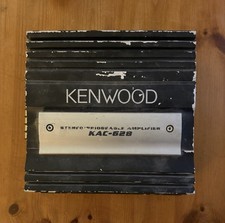 KENWOOD
STEREO/BRIDGEABLE AMPLIFIER
KAC-628